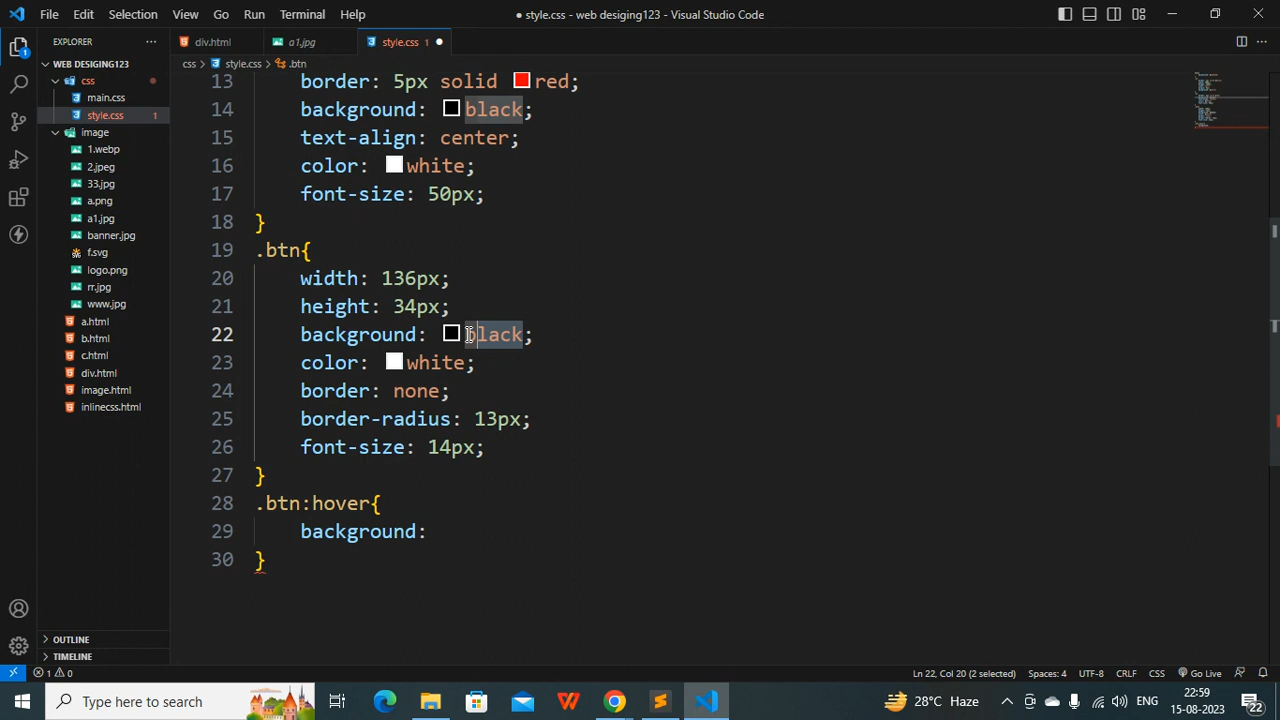 File Edit Selection View Go Run Terminal Help
● style.css - web desiging123 - Visual Studio Code
EXPLORER
div.html
a1.jpg
style.css 1
WEB DESIGING123
css > style.css > .btn
css
main.css
style.css 1
image
1.webp
2.jpeg
33.jpg
a.png
a1.jpg
banner.jpg
f.svg
logo.png
rr.jpg
www.jpg
a.html
b.html
c.html
div.html
image.html
inlinecss.html
OUTLINE
TIMELINE
13 border: 5px solid red;
14 background: black;
15 text-align: center;
16 color: white;
17 font-size: 50px;
18 }
19 .btn{
20 width: 136px;
21 height: 34px;
22 background: black;
23 color: white;
24 border: none;
25 border-radius: 13px;
26 font-size: 14px;
27 }
28 .btn:hover{
29 background:
30 }
1 0
Ln 22, Col 20 (2 selected) Spaces: 4 UTF-8 CRLF CSS Go Live
Type here to search
28°C Haze
ENG
22:59
15-08-2023
22